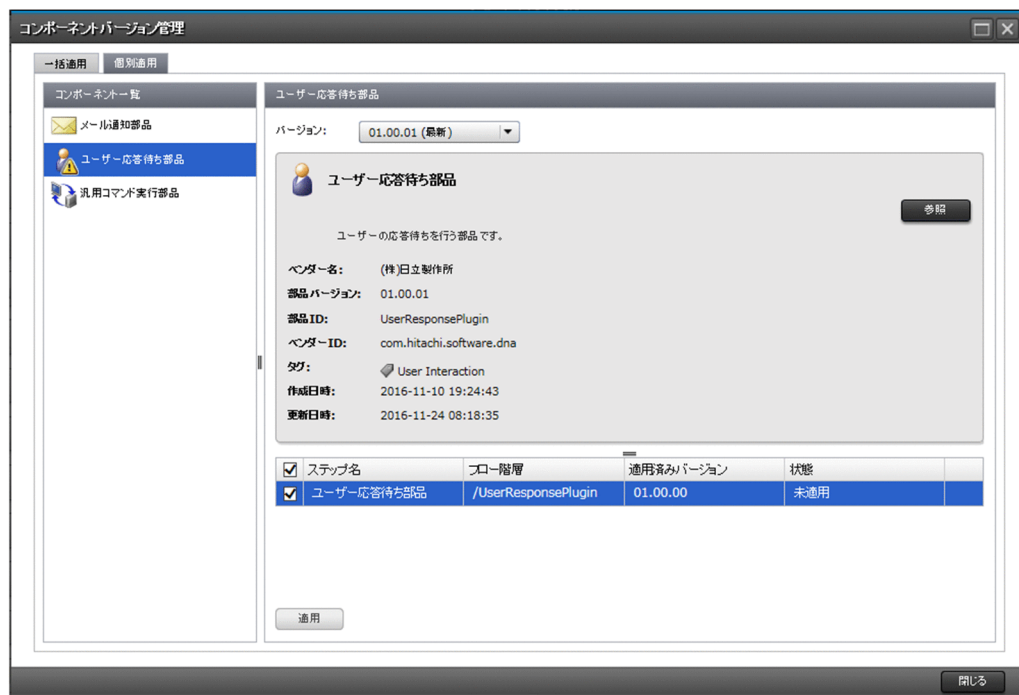 コンポーネントバージョン管理
一括適用 個別適用
コンポーネント一覧
メール通知部品
ユーザー応答待ち部品
汎用コマンド実行部品
ユーザー応答待ち部品
バージョン: 01.00.01 (最新)
ユーザー応答待ち部品
参照
ユーザーの応答待ちを行う部品です。
ベンダー名: (株)日立製作所
部品バージョン: 01.00.01
部品ID: UserResponsePlugin
ベンダーID: com.hitachi.software.dna
タグ: User Interaction
作成日時: 2016-11-10 19:24:43
更新日時: 2016-11-24 08:18:35
ステップ名 フロー階層 適用済みバージョン 状態
ユーザー応答待ち部品 /UserResponsePlugin 01.00.00 未適用
適用
閉じる